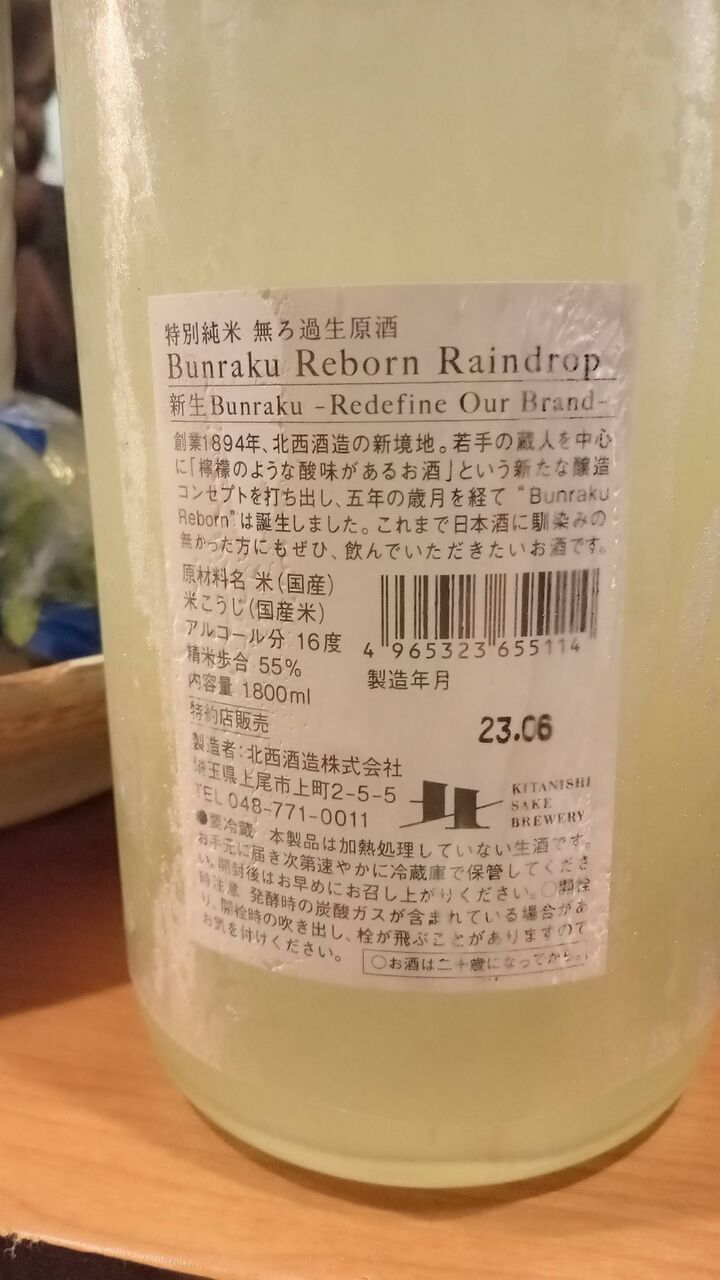 特別純米 無ろ過生原酒
Bunraku Reborn Raindrop
新生Bunraku -Redefine Our Brand-
創業1894年、北西酒造の新境地。若手の蔵人を中心
に「檸檬のような酸味があるお酒」という新たな醸造
コンセプトを打ち出し、五年の歳月を経て “Bunraku
Reborn”は誕生しました。これまで日本酒に馴染みの
無かった方にもぜひ、飲んでいただきたいお酒です。
原材料名 米(国産)
米こうじ(国産米)
アルコール分 16度
精米歩合 55%
内容量 1800ml
特約店販売
4 965323 655114
製造年月
23.06
製造者:北西酒造株式会社
埼玉県上尾市上町2-5-5
TEL 048-771-0011
KITANISHI
SAKE
BREWERY
●要冷蔵 本製品は加熱処理していない生酒です。
お手元に届き次第速やかに冷蔵庫で保管してくださ
い。開封後はお早めにお召し上がりください。○開栓
時注意 発酵時の炭酸ガスが含まれている場合があ
り、開栓時の吹き出し、栓が飛ぶことがありますので
お気を付けください。
○お酒は二十歳になってから。